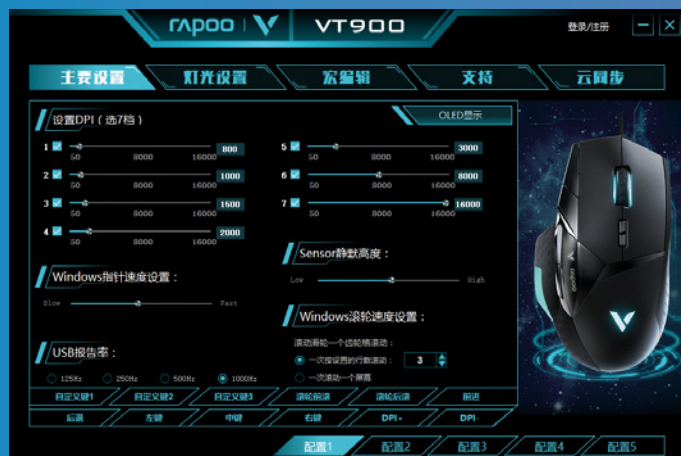 rapoo V VT900
登录/注册
主要设置 灯光设置 宏编辑 支持 云同步
设置DPI（选7档）
OLED显示
1 800
50 8000 16000
2 1000
50 8000 16000
3 1500
50 8000 16000
4 2000
50 8000 16000
5 3000
50 8000 16000
6 8000
50 8000 16000
7 16000
50 8000 16000
Windows指针速度设置：
Slow Fast
Sensor静默高度：
Low High
Windows滚轮速度设置：
滚动滑轮一个齿轮格滚动：
一次按设置的行数滚动： 3
一次滚动一个屏幕
USB报告率：
125Hz 250Hz 500Hz 1000Hz
自定义键1 自定义键2 自定义键3 滚轮前滚 滚轮后滚 前进
后退 左键 中键 右键 DPI+ DPI-
配置1 配置2 配置3 配置4 配置5
rapoo